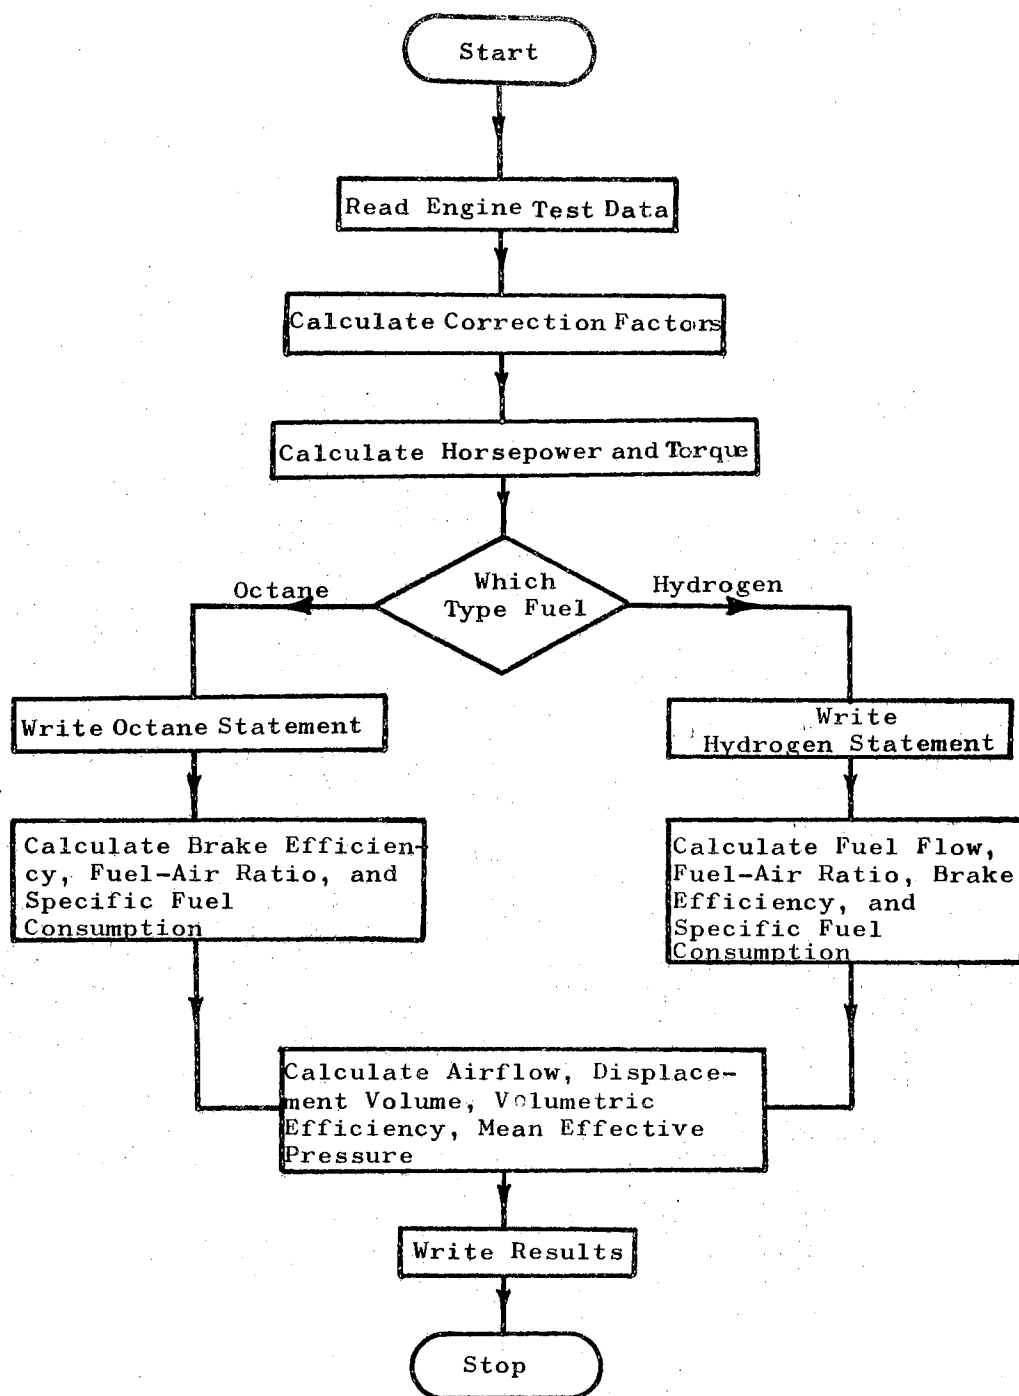 Start
Read Engine Test Data
Calculate Correction Factors
Calculate Horsepower and Torque
Which
Type Fuel
Octane
Hydrogen
Write Octane Statement
Write
Hydrogen Statement
Calculate Brake Efficien-
cy, Fuel-Air Ratio, and
Specific Fuel
Consumption
Calculate Fuel Flow,
Fuel-Air Ratio, Brake
Efficiency, and
Specific Fuel
Consumption
Calculate Airflow, Displace-
ment Volume, Volumetric
Efficiency, Mean Effective
Pressure
Write Results
Stop